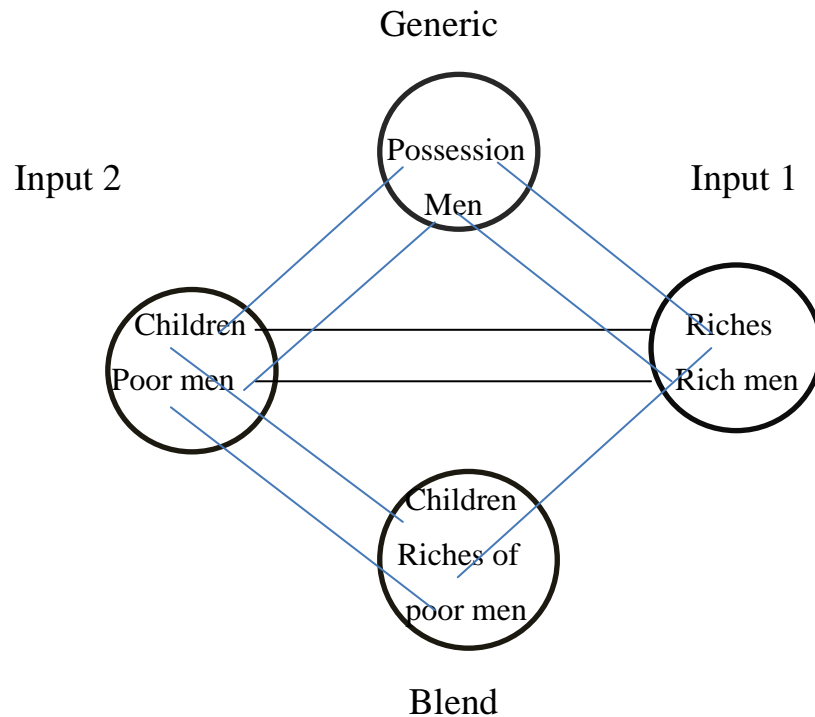 Generic
Possession
Men
Input 2
Input 1
Children
Poor men
Riches
Rich men
Children
Riches of
poor men
Blend